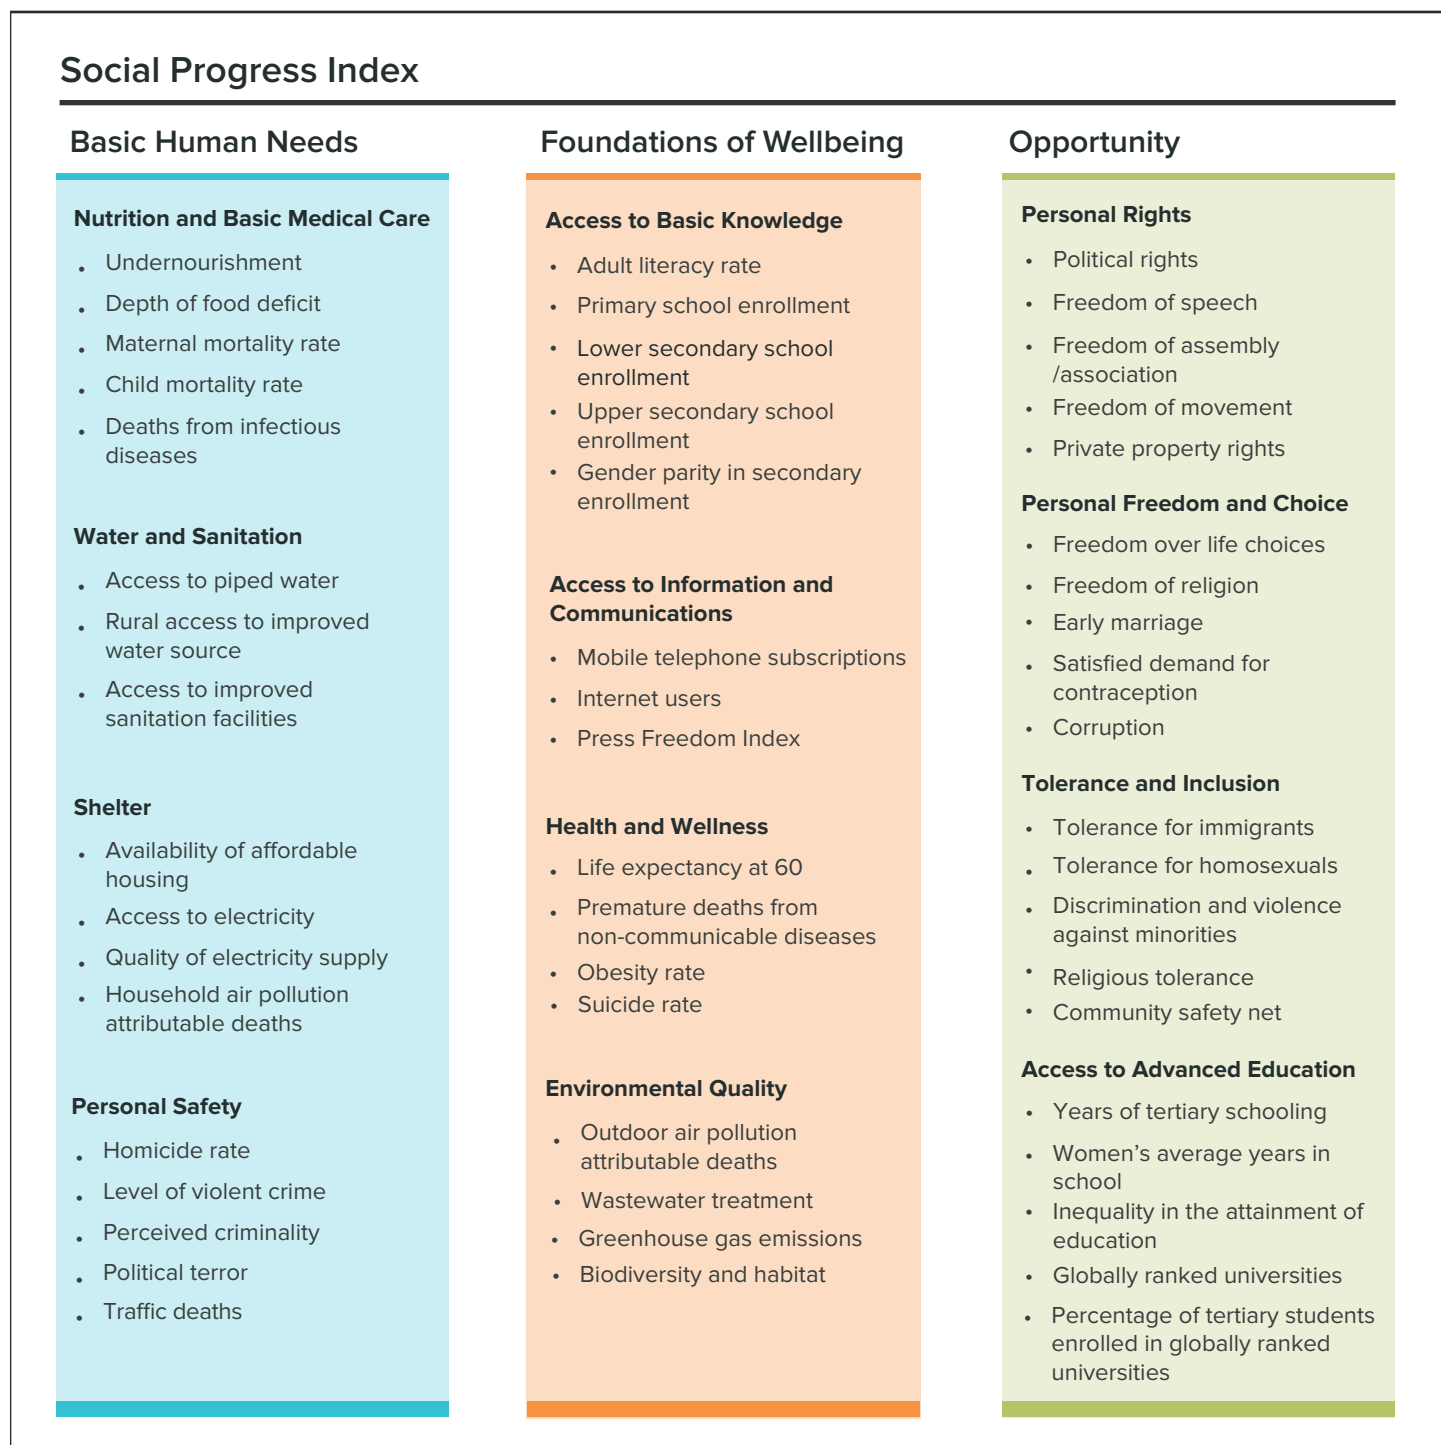 Social Progress Index
Basic Human Needs
Nutrition and Basic Medical Care
• Undernourishment
• Depth of food deficit
• Maternal mortality rate
• Child mortality rate
• Deaths from infectious
diseases
Water and Sanitation
• Access to piped water
• Rural access to improved
water source
• Access to improved
sanitation facilities
Shelter
• Availability of affordable
housing
• Access to electricity
• Quality of electricity supply
• Household air pollution
attributable deaths
Personal Safety
• Homicide rate
• Level of violent crime
• Perceived criminality
• Political terror
• Traffic deaths
Foundations of Wellbeing
Access to Basic Knowledge
• Adult literacy rate
• Primary school enrollment
• Lower secondary school
enrollment
• Upper secondary school
enrollment
• Gender parity in secondary
enrollment
Access to Information and
Communications
• Mobile telephone subscriptions
• Internet users
• Press Freedom Index
Health and Wellness
• Life expectancy at 60
• Premature deaths from
non-communicable diseases
• Obesity rate
• Suicide rate
Environmental Quality
• Outdoor air pollution
attributable deaths
• Wastewater treatment
• Greenhouse gas emissions
• Biodiversity and habitat
Opportunity
Personal Rights
• Political rights
• Freedom of speech
• Freedom of assembly
/association
• Freedom of movement
• Private property rights
Personal Freedom and Choice
• Freedom over life choices
• Freedom of religion
• Early marriage
• Satisfied demand for
contraception
• Corruption
Tolerance and Inclusion
• Tolerance for immigrants
• Tolerance for homosexuals
• Discrimination and violence
against minorities
• Religious tolerance
• Community safety net
Access to Advanced Education
• Years of tertiary schooling
• Women’s average years in
school
• Inequality in the attainment of
education
• Globally ranked universities
• Percentage of tertiary students
enrolled in globally ranked
universities